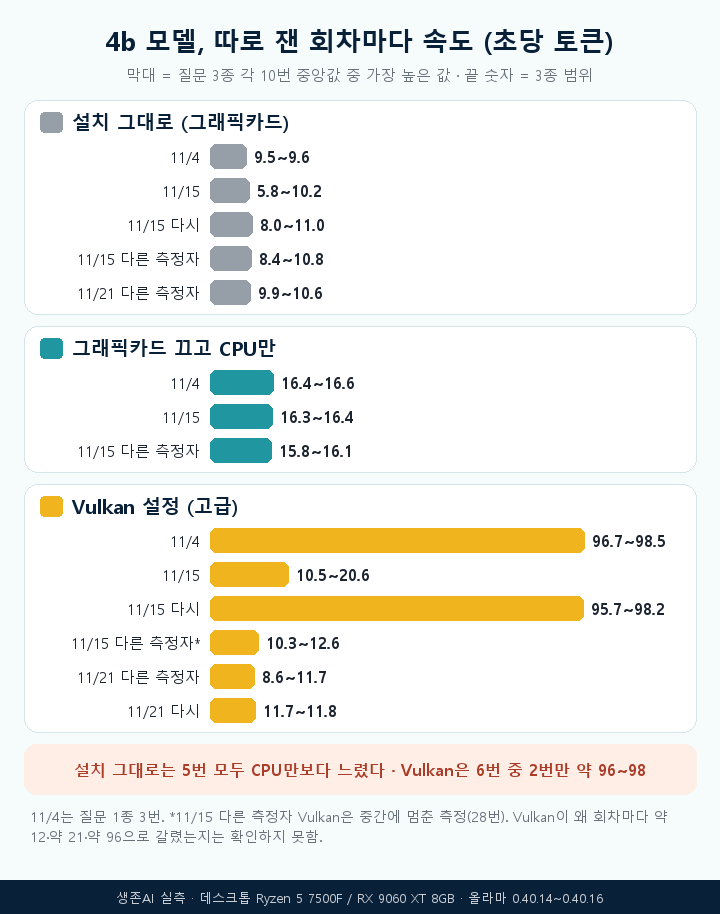 4b 모델, 따로 잰 회차마다 속도 (초당 토큰)
막대 = 질문 3종 각 10번 중앙값 중 가장 높은 값 · 끝 숫자 = 3종 범위
설치 그대로 (그래픽카드)
11/4 9.5~9.6
11/15 5.8~10.2
11/15 다시 8.0~11.0
11/15 다른 측정자 8.4~10.8
11/21 다른 측정자 9.9~10.6
그래픽카드 끄고 CPU만
11/4 16.4~16.6
11/15 16.3~16.4
11/15 다른 측정자 15.8~16.1
Vulkan 설정 (고급)
11/4 96.7~98.5
11/15 10.5~20.6
11/15 다시 95.7~98.2
11/15 다른 측정자* 10.3~12.6
11/21 다른 측정자 8.6~11.7
11/21 다시 11.7~11.8
설치 그대로는 5번 모두 CPU만보다 느렸다 · Vulkan은 6번 중 2번만 약 96~98
11/4는 질문 1종 3번. *11/15 다른 측정자 Vulkan은 중간에 멈춘 측정(28번). Vulkan이 왜 회차마다 약
12·약 21·약 96으로 갈렸는지는 확인하지 못함.
생존AI 실측 · 데스크톱 Ryzen 5 7500F / RX 9060 XT 8GB · 올라마 0.40.14~0.40.16